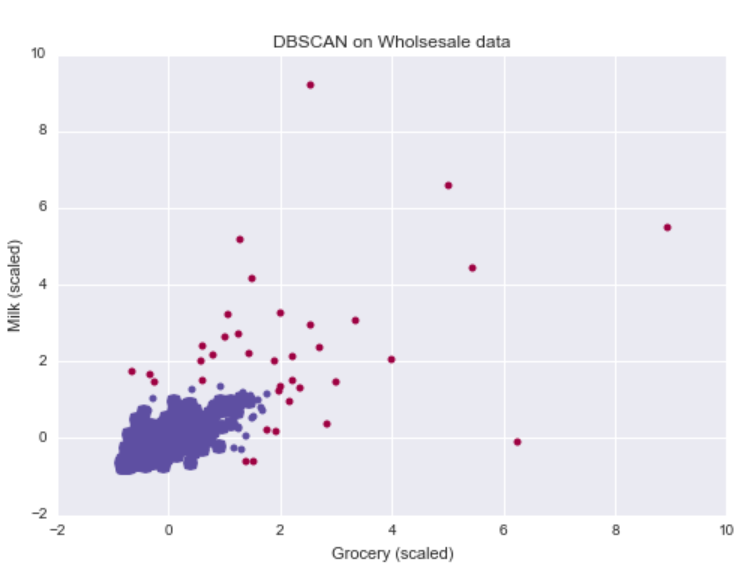 DBSCAN on Wholsesale data
10
8
6
4
2
0
−2
Milk (scaled)
−2 0 2 4 6 8 10
Grocery (scaled)